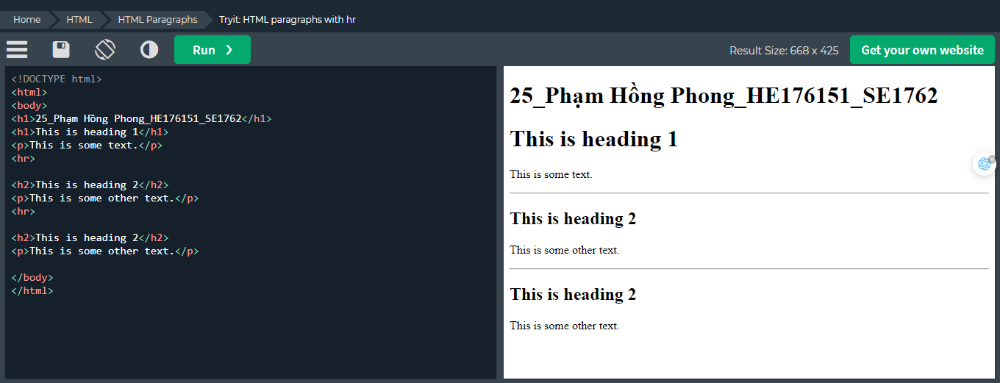 Home HTML HTML Paragraphs Tryit: HTML paragraphs with hr
Run ❯ Result Size: 668 x 425 Get your own website
<!DOCTYPE html>
<html>
<body>
<h1>25_Phạm Hồng Phong_HE176151_SE1762</h1>
<h1>This is heading 1</h1>
<p>This is some text.</p>
<hr>
<h2>This is heading 2</h2>
<p>This is some other text.</p>
<hr>
<h2>This is heading 2</h2>
<p>This is some other text.</p>
</body>
</html>
25_Phạm Hồng Phong_HE176151_SE1762
This is heading 1
This is some text.
This is heading 2
This is some other text.
This is heading 2
This is some other text.